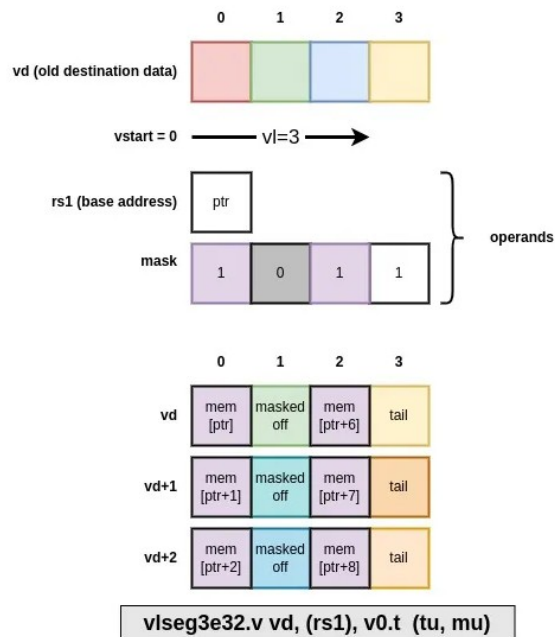 0 1 2 3
vd (old destination data)
vstart = 0 vl=3
rs1 (base address) ptr
operands
mask 1 0 1 1
0 1 2 3
vd mem [ptr] masked off mem [ptr+6] tail
vd+1 mem [ptr+1] masked off mem [ptr+7] tail
vd+2 mem [ptr+2] masked off mem [ptr+8] tail
vlseg3e32.v vd, (rs1), v0.t (tu, mu)